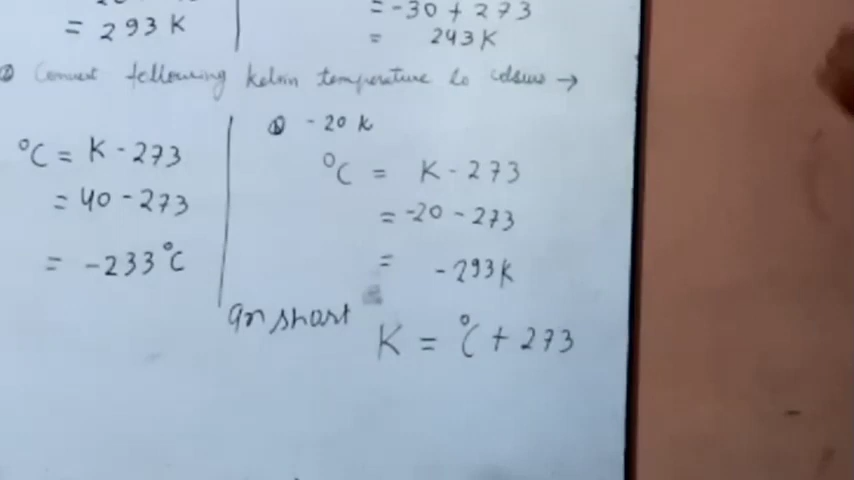 = 293 K
= -30 + 273
= 243 K
Convert following kelvin temperature to celsius →
°C = K - 273
= 40 - 273
= -233°C
① -20 K
°C = K - 273
= -20 - 273
= -293 K
In short
K = °C + 273